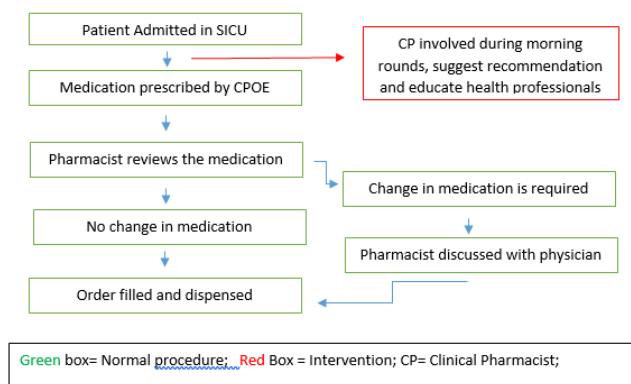 Patient Admitted in SICU
CP involved during morning
rounds, suggest recommendation
and educate health professionals
Medication prescribed by CPOE
Pharmacist reviews the medication
Change in medication is required
No change in medication
Pharmacist discussed with physician
Order filled and dispensed
Green box= Normal procedure; Red Box = Intervention; CP= Clinical Pharmacist;